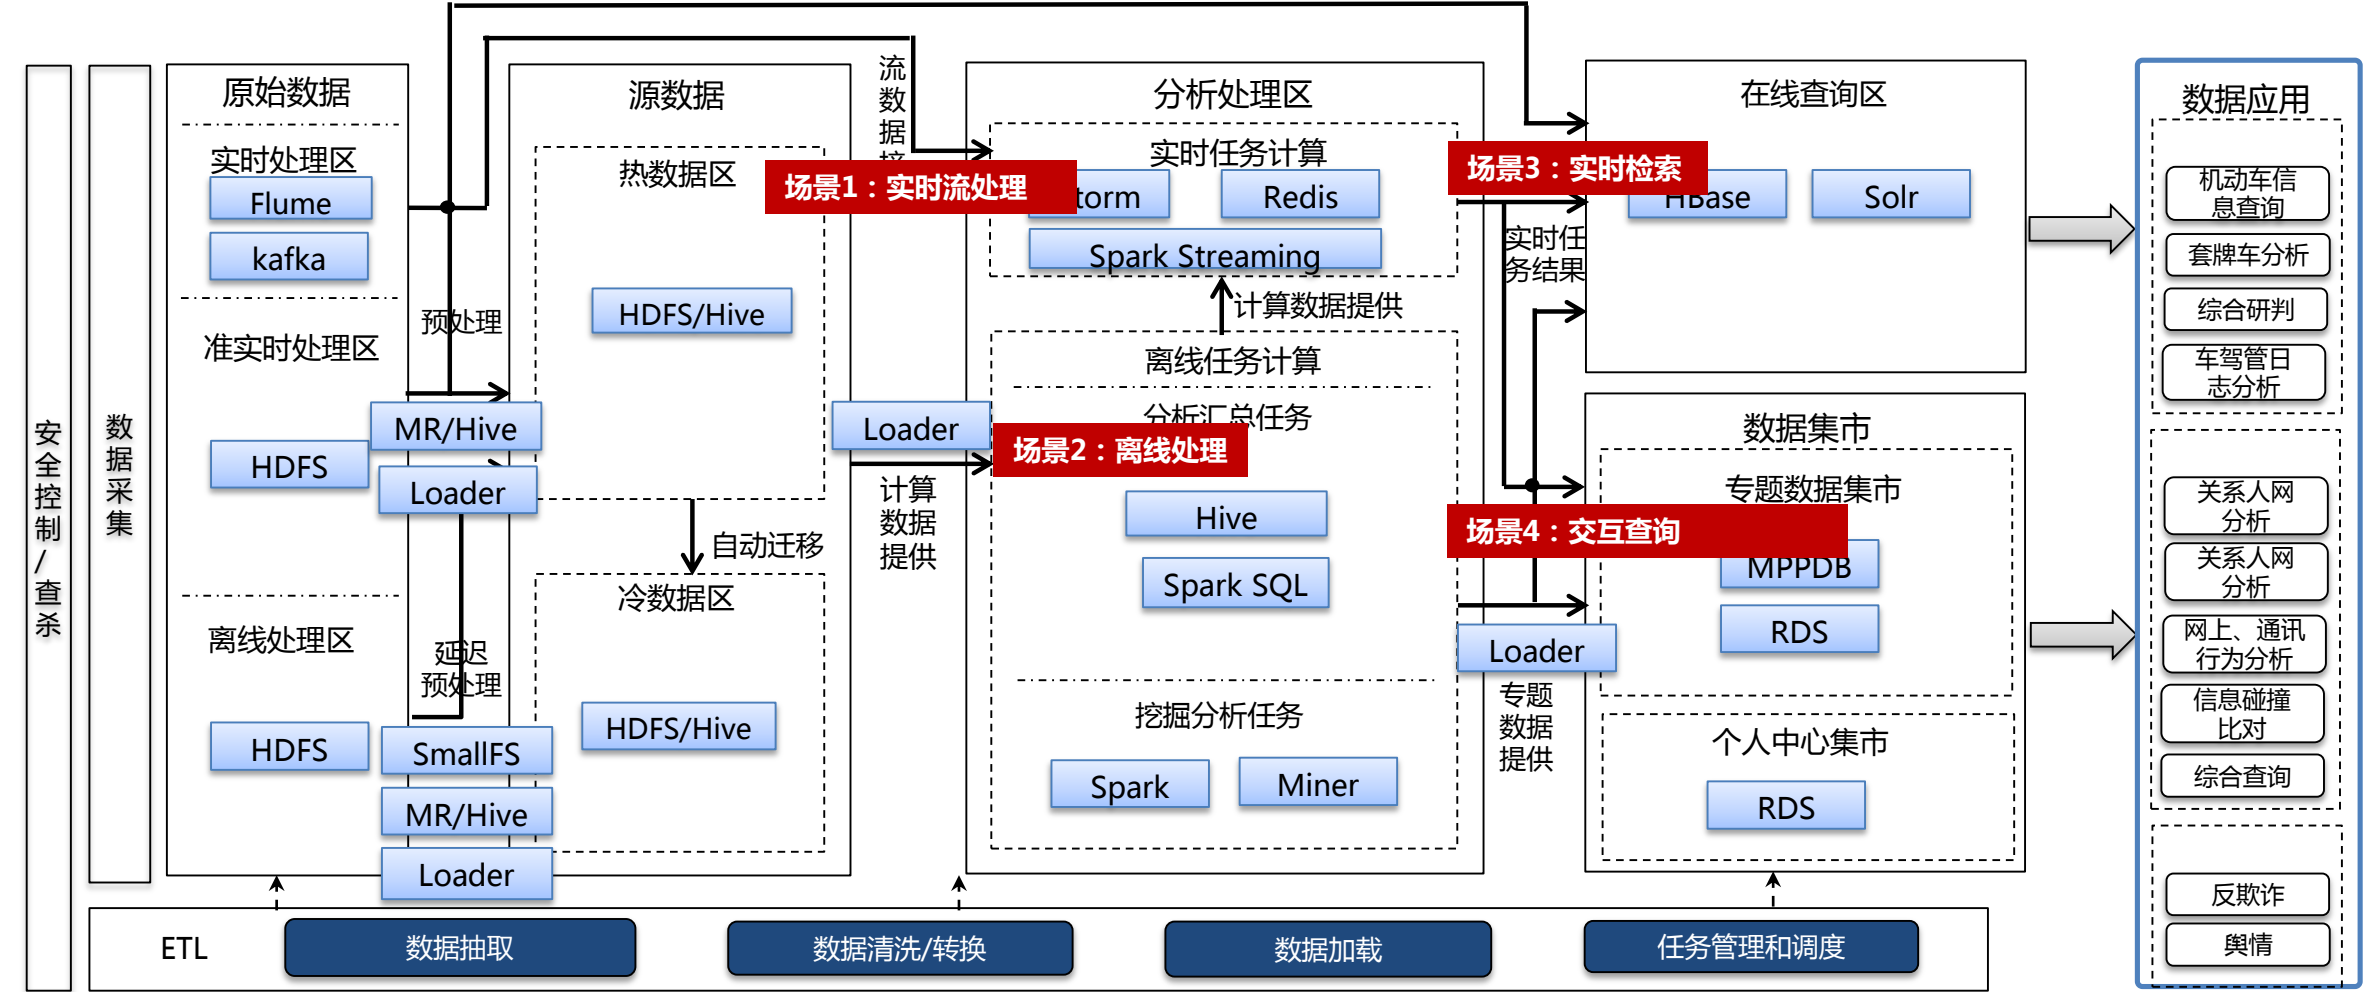 安全控制/查杀
数据采集
原始数据
实时处理区
Flume
kafka
准实时处理区
HDFS
离线处理区
HDFS
预处理
MR/Hive
Loader
延迟
预处理
SmallFS
MR/Hive
Loader
源数据
热数据区
HDFS/Hive
自动迁移
冷数据区
HDFS/Hive
流数据
场景1：实时流处理
Loader
计算
数据
提供
分析处理区
实时任务计算
torm
Redis
Spark Streaming
计算数据提供
离线任务计算
分析汇总任务
场景2：离线处理
Hive
Spark SQL
挖掘分析任务
Spark
Miner
场景3：实时检索
实时任
务结果
场景4：交互查询
Loader
专题
数据
提供
在线查询区
HBase
Solr
数据集市
专题数据集市
MPPDB
RDS
个人中心集市
RDS
数据应用
机动车信
息查询
套牌车分析
综合研判
车驾管日
志分析
关系人网
分析
关系人网
分析
网上、通讯
行为分析
信息碰撞
比对
综合查询
反欺诈
舆情
ETL
数据抽取
数据清洗/转换
数据加载
任务管理和调度